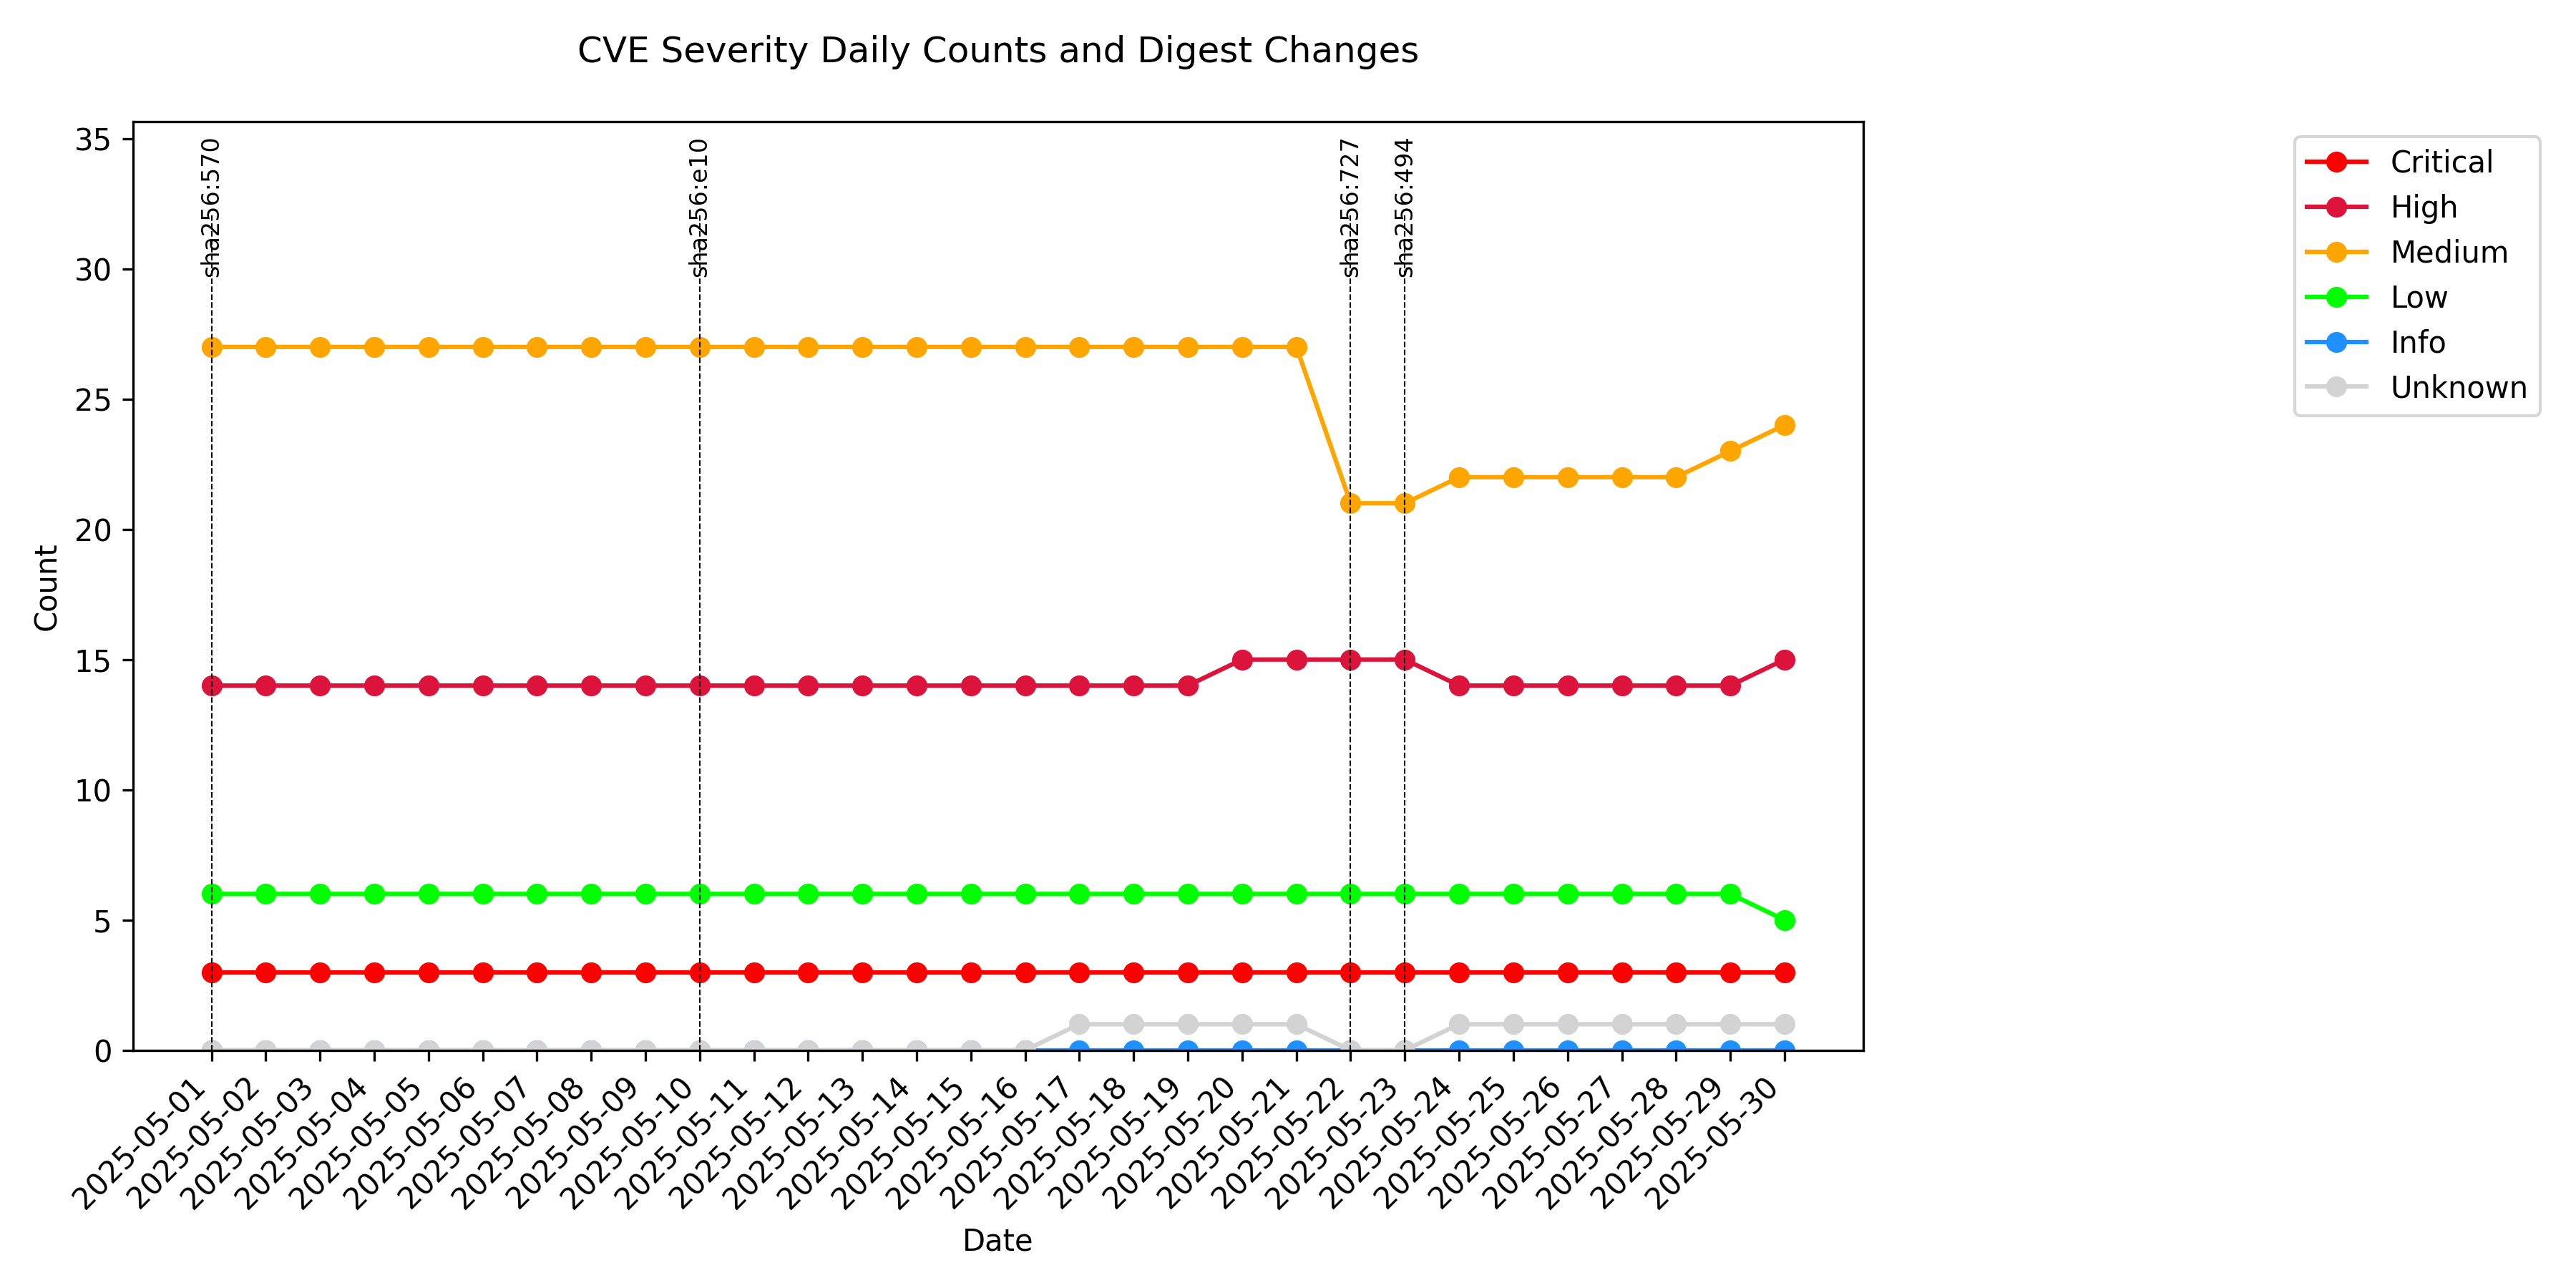 CVE Severity Daily Counts and Digest Changes
35
30
25
20
15
10
5
0
Count
sha256:570
sha256:e10
sha256:727
sha256:494
Critical
High
Medium
Low
Info
Unknown
2025-05-01
2025-05-02
2025-05-03
2025-05-04
2025-05-05
2025-05-06
2025-05-07
2025-05-08
2025-05-09
2025-05-10
2025-05-11
2025-05-12
2025-05-13
2025-05-14
2025-05-15
2025-05-16
2025-05-17
2025-05-18
2025-05-19
2025-05-20
2025-05-21
2025-05-22
2025-05-23
2025-05-24
2025-05-25
2025-05-26
2025-05-27
2025-05-28
2025-05-29
2025-05-30
Date